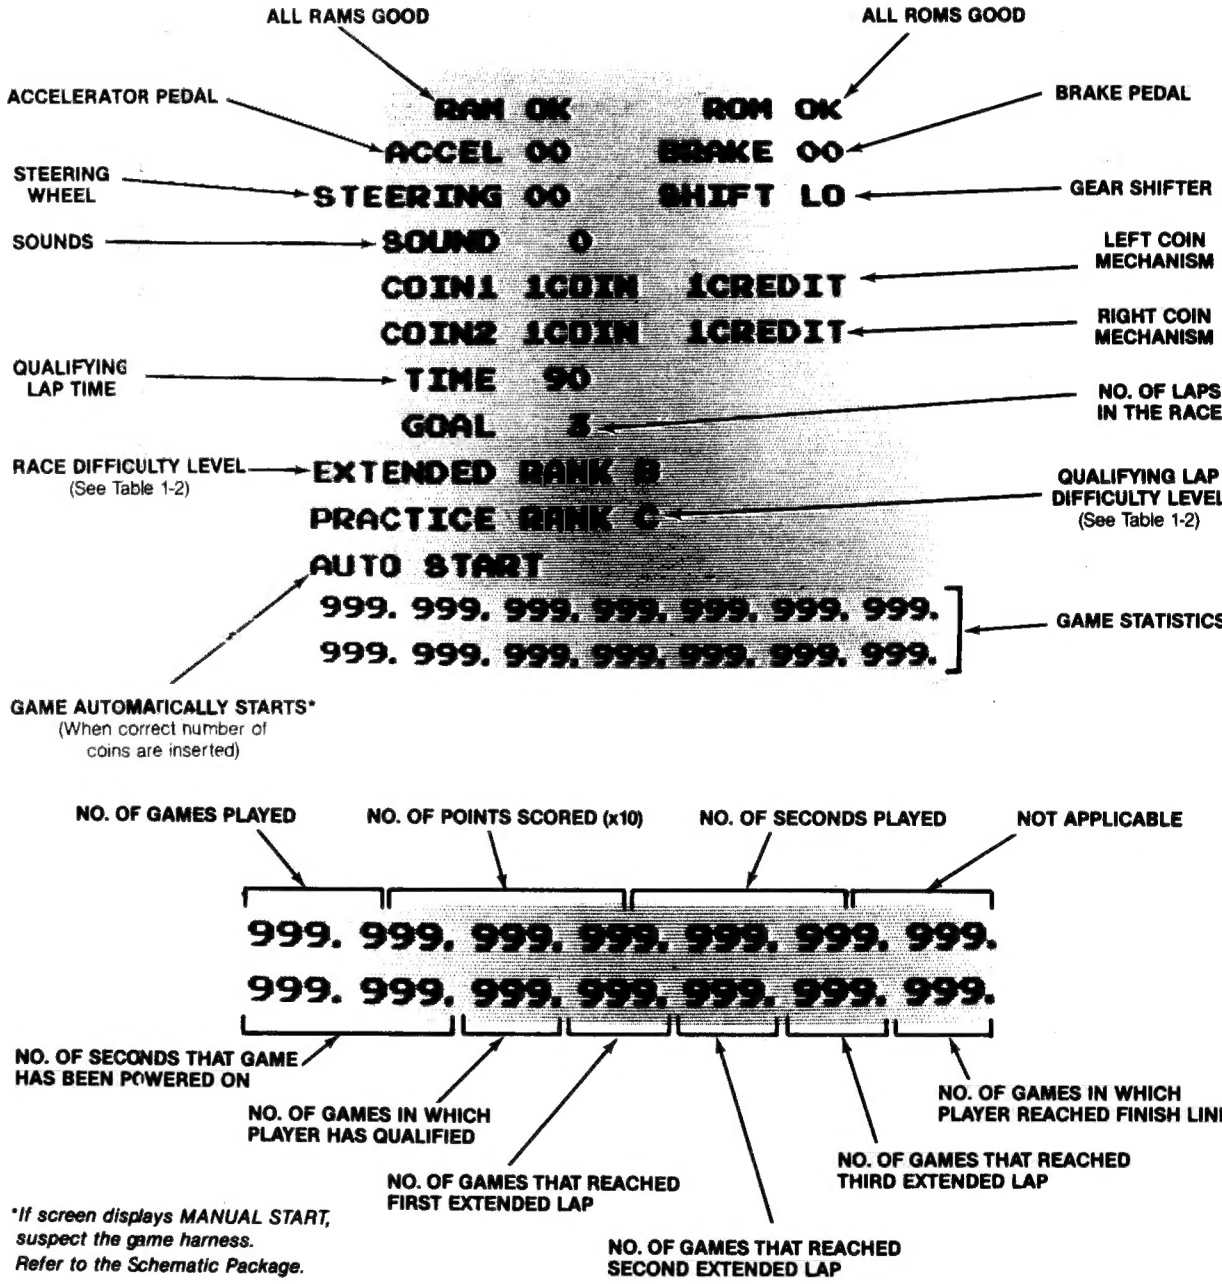 ALL RAMS GOOD
ALL ROMS GOOD
ACCELERATOR PEDAL
RAM OK ROM OK
BRAKE PEDAL
ACCEL 00 BRAKE 00
STEERING
WHEEL
STEERING 00 SHIFT LO
GEAR SHIFTER
SOUNDS
SOUND 0
LEFT COIN
MECHANISM
COIN1 1COIN 1CREDIT
COIN2 1COIN 1CREDIT
RIGHT COIN
MECHANISM
QUALIFYING
LAP TIME
TIME 90
NO. OF LAPS
IN THE RACE
GOAL 3
RACE DIFFICULTY LEVEL
(See Table 1-2)
EXTENDED RANK B
QUALIFYING LAP
DIFFICULTY LEVEL
(See Table 1-2)
PRACTICE RANK C
AUTO START
999. 999. 999. 999. 999. 999. 999.
999. 999. 999. 999. 999. 999. 999.
GAME STATISTICS
GAME AUTOMATICALLY STARTS*
(When correct number of
coins are inserted)
NO. OF GAMES PLAYED
NO. OF POINTS SCORED (x10)
NO. OF SECONDS PLAYED
NOT APPLICABLE
999. 999. 999. 999. 999. 999. 999.
999. 999. 999. 999. 999. 999. 999.
NO. OF SECONDS THAT GAME
HAS BEEN POWERED ON
NO. OF GAMES IN WHICH
PLAYER HAS QUALIFIED
NO. OF GAMES THAT REACHED
FIRST EXTENDED LAP
NO. OF GAMES THAT REACHED
SECOND EXTENDED LAP
NO. OF GAMES THAT REACHED
THIRD EXTENDED LAP
NO. OF GAMES IN WHICH
PLAYER REACHED FINISH LINE
*If screen displays MANUAL START,
suspect the game harness.
Refer to the Schematic Package.